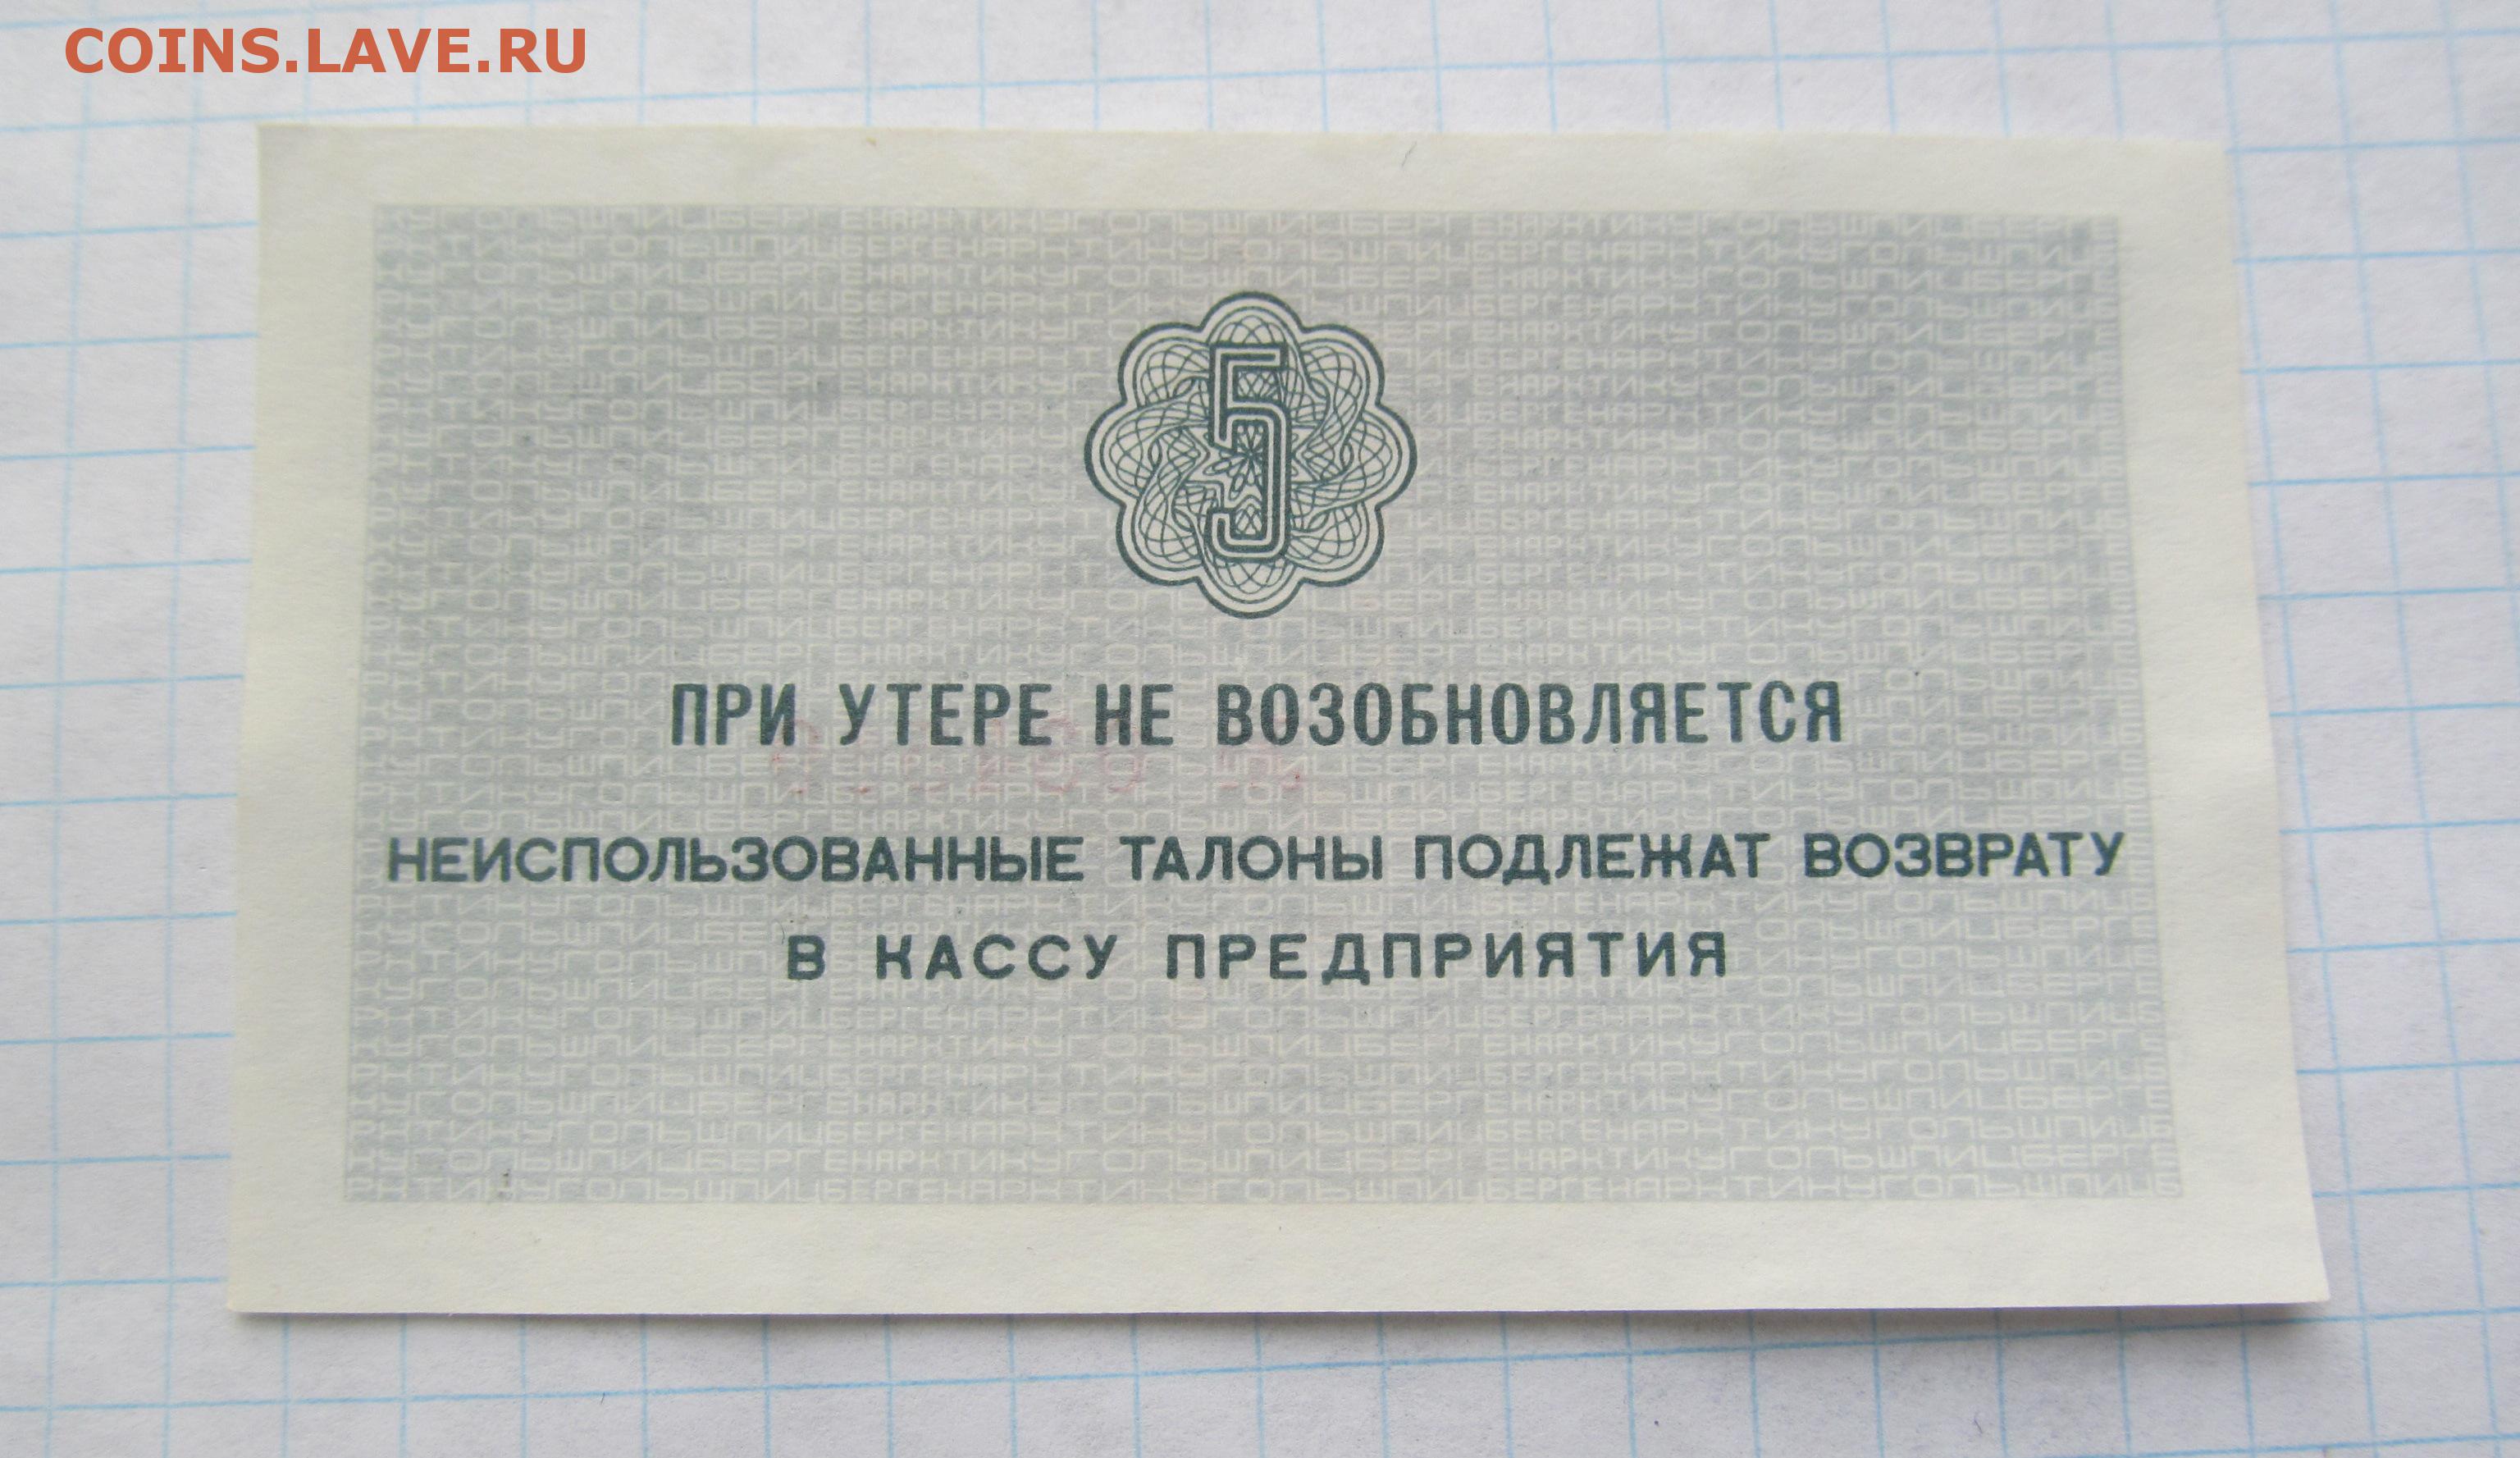 COINS.LAVE.RU
5
ПРИ УТЕРЕ НЕ ВОЗОБНОВЛЯЕТСЯ
НЕИСПОЛЬЗОВАННЫЕ ТАЛОНЫ ПОДЛЕЖАТ ВОЗВРАТУ
В КАССУ ПРЕДПРИЯТИЯ